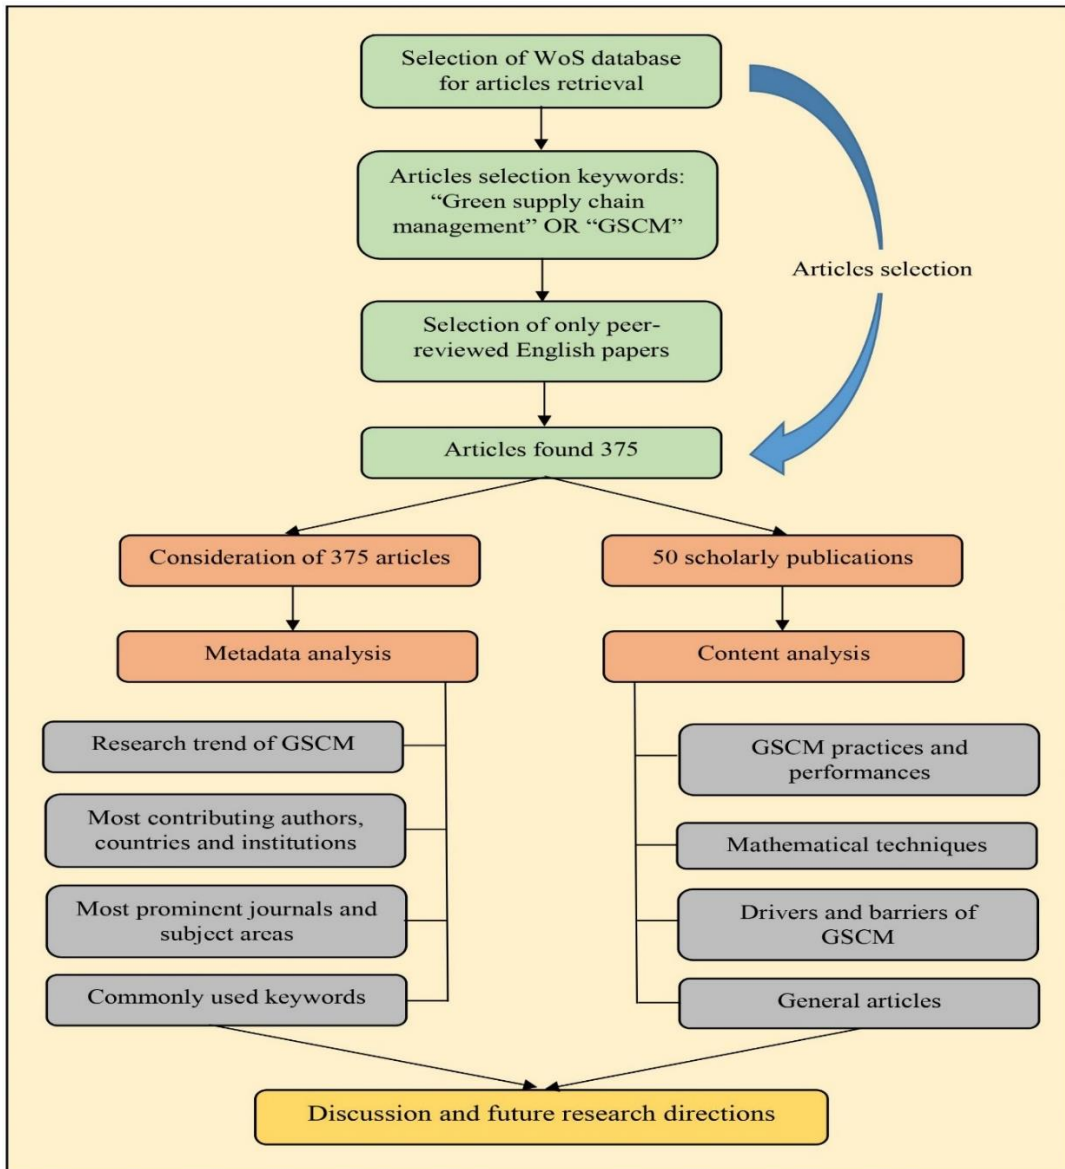 Selection of WoS database
for articles retrieval
Articles selection keywords:
“Green supply chain
management” OR “GSCM”
Articles selection
Selection of only peer-
reviewed English papers
Articles found 375
Consideration of 375 articles
50 scholarly publications
Metadata analysis
Content analysis
Research trend of GSCM
Most contributing authors,
countries and institutions
Most prominent journals and
subject areas
Commonly used keywords
GSCM practices and
performances
Mathematical techniques
Drivers and barriers of
GSCM
General articles
Discussion and future research directions